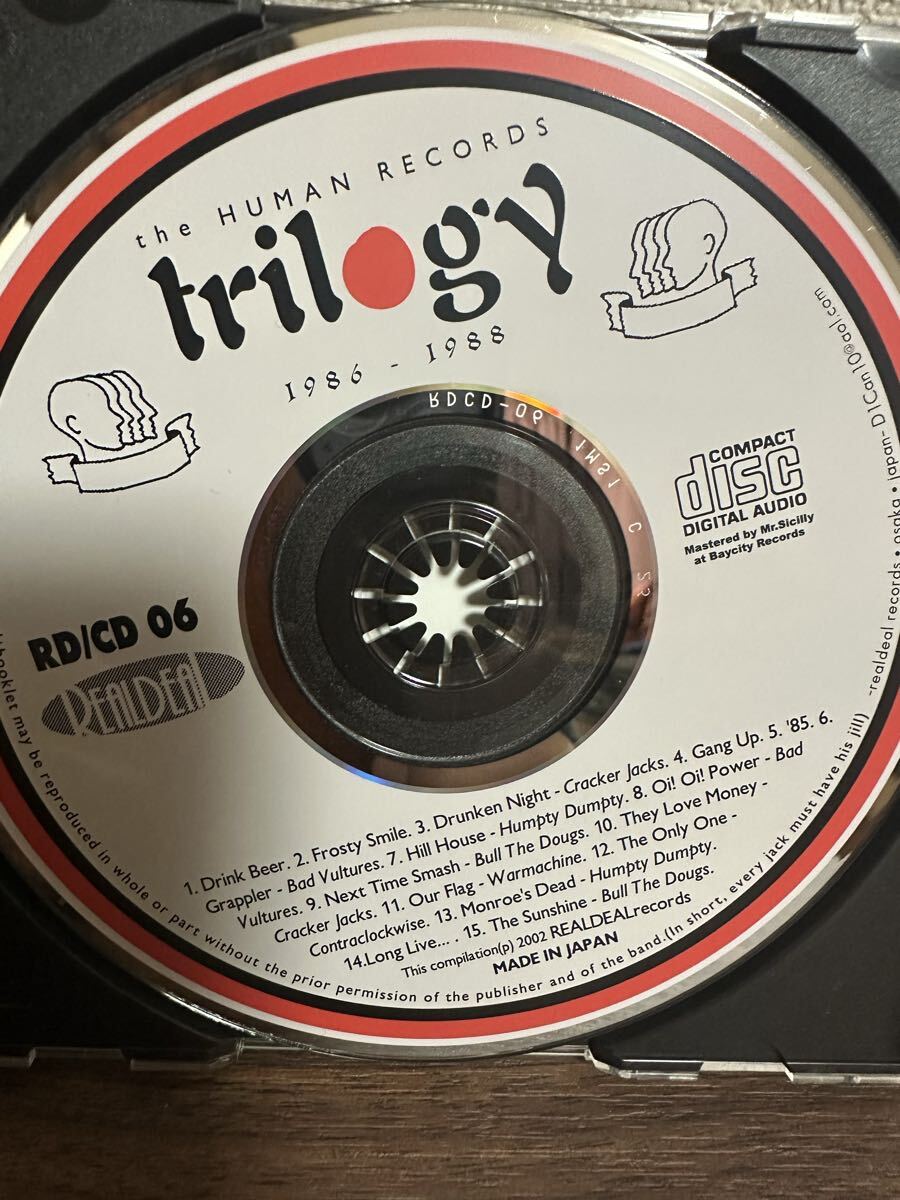 the HUMAN RECORDS
trilogy
1986 - 1988
RDCD-06 1MS1 C
COMPACT
disc
DIGITAL AUDIO
Mastered by Mr.Sicilly
at Baycity Records
RD/CD 06
REALDEAL
1. Drink Beer. 2. Frosty Smile. 3. Drunken Night - Cracker Jacks. 4. Gang Up. 5. '85. 6.
Grappler - Bad Vultures. 7. Hill House - Humpty Dumpty. 8. Oi! Oi! Power - Bad
Vultures. 9. Next Time Smash - Bull The Dougs. 10. They Love Money -
Cracker Jacks. 11. Our Flag - Warmachine. 12. The Only One -
Contraclockwise. 13. Monroe's Dead - Humpty Dumpty.
14.Long Live... . 15. The Sunshine - Bull The Dougs.
This compilation(p) 2002 REALDEALrecords
MADE IN JAPAN
booklet may be reproduced in whole or part without the prior permission of the publisher and of the band.(In short, every jack must have his jill) -realdeal records • osaka • japan- D1Can10@aol.com